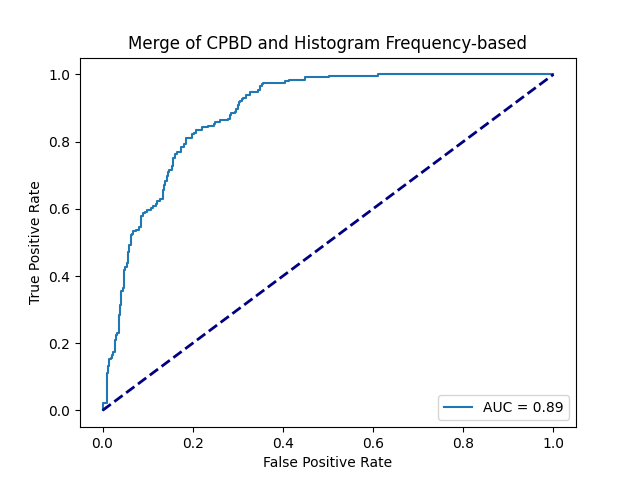 Merge of CPBD and Histogram Frequency-based
1.0
0.8
0.6
0.4
0.2
0.0
True Positive Rate
0.0 0.2 0.4 0.6 0.8 1.0
False Positive Rate
AUC = 0.89